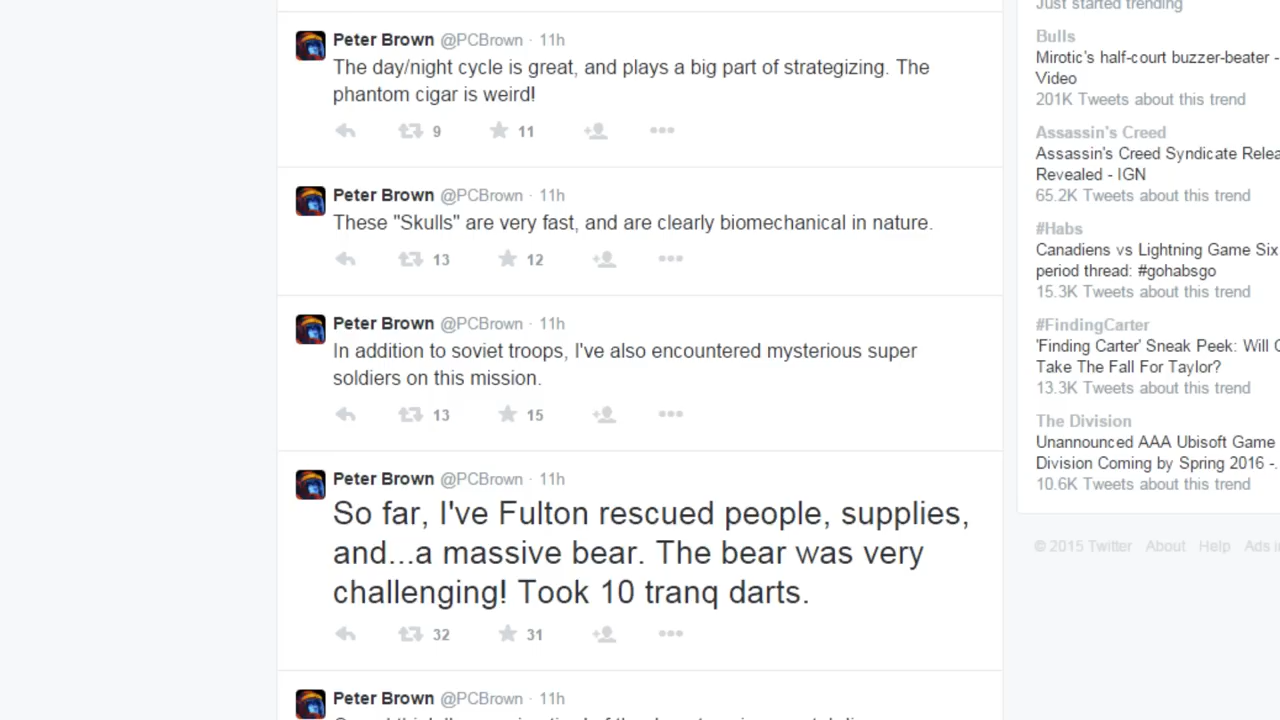 Peter Brown @PCBrown · 11h
The day/night cycle is great, and plays a big part of strategizing. The
phantom cigar is weird!
9 11
Peter Brown @PCBrown · 11h
These "Skulls" are very fast, and are clearly biomechanical in nature.
13 12
Peter Brown @PCBrown · 11h
In addition to soviet troops, I've also encountered mysterious super
soldiers on this mission.
13 15
Peter Brown @PCBrown · 11h
So far, I've Fulton rescued people, supplies,
and...a massive bear. The bear was very
challenging! Took 10 tranq darts.
32 31
Peter Brown @PCBrown · 11h
Just started trending
Bulls
Mirotic's half-court buzzer-beater -
Video
201K Tweets about this trend
Assassin's Creed
Assassin's Creed Syndicate Relea
Revealed - IGN
65.2K Tweets about this trend
#Habs
Canadiens vs Lightning Game Six
period thread: #gohabsgo
15.3K Tweets about this trend
#FindingCarter
'Finding Carter' Sneak Peek: Will C
Take The Fall For Taylor?
13.3K Tweets about this trend
The Division
Unannounced AAA Ubisoft Game
Division Coming by Spring 2016 -.
10.6K Tweets about this trend
© 2015 Twitter About Help Ads in